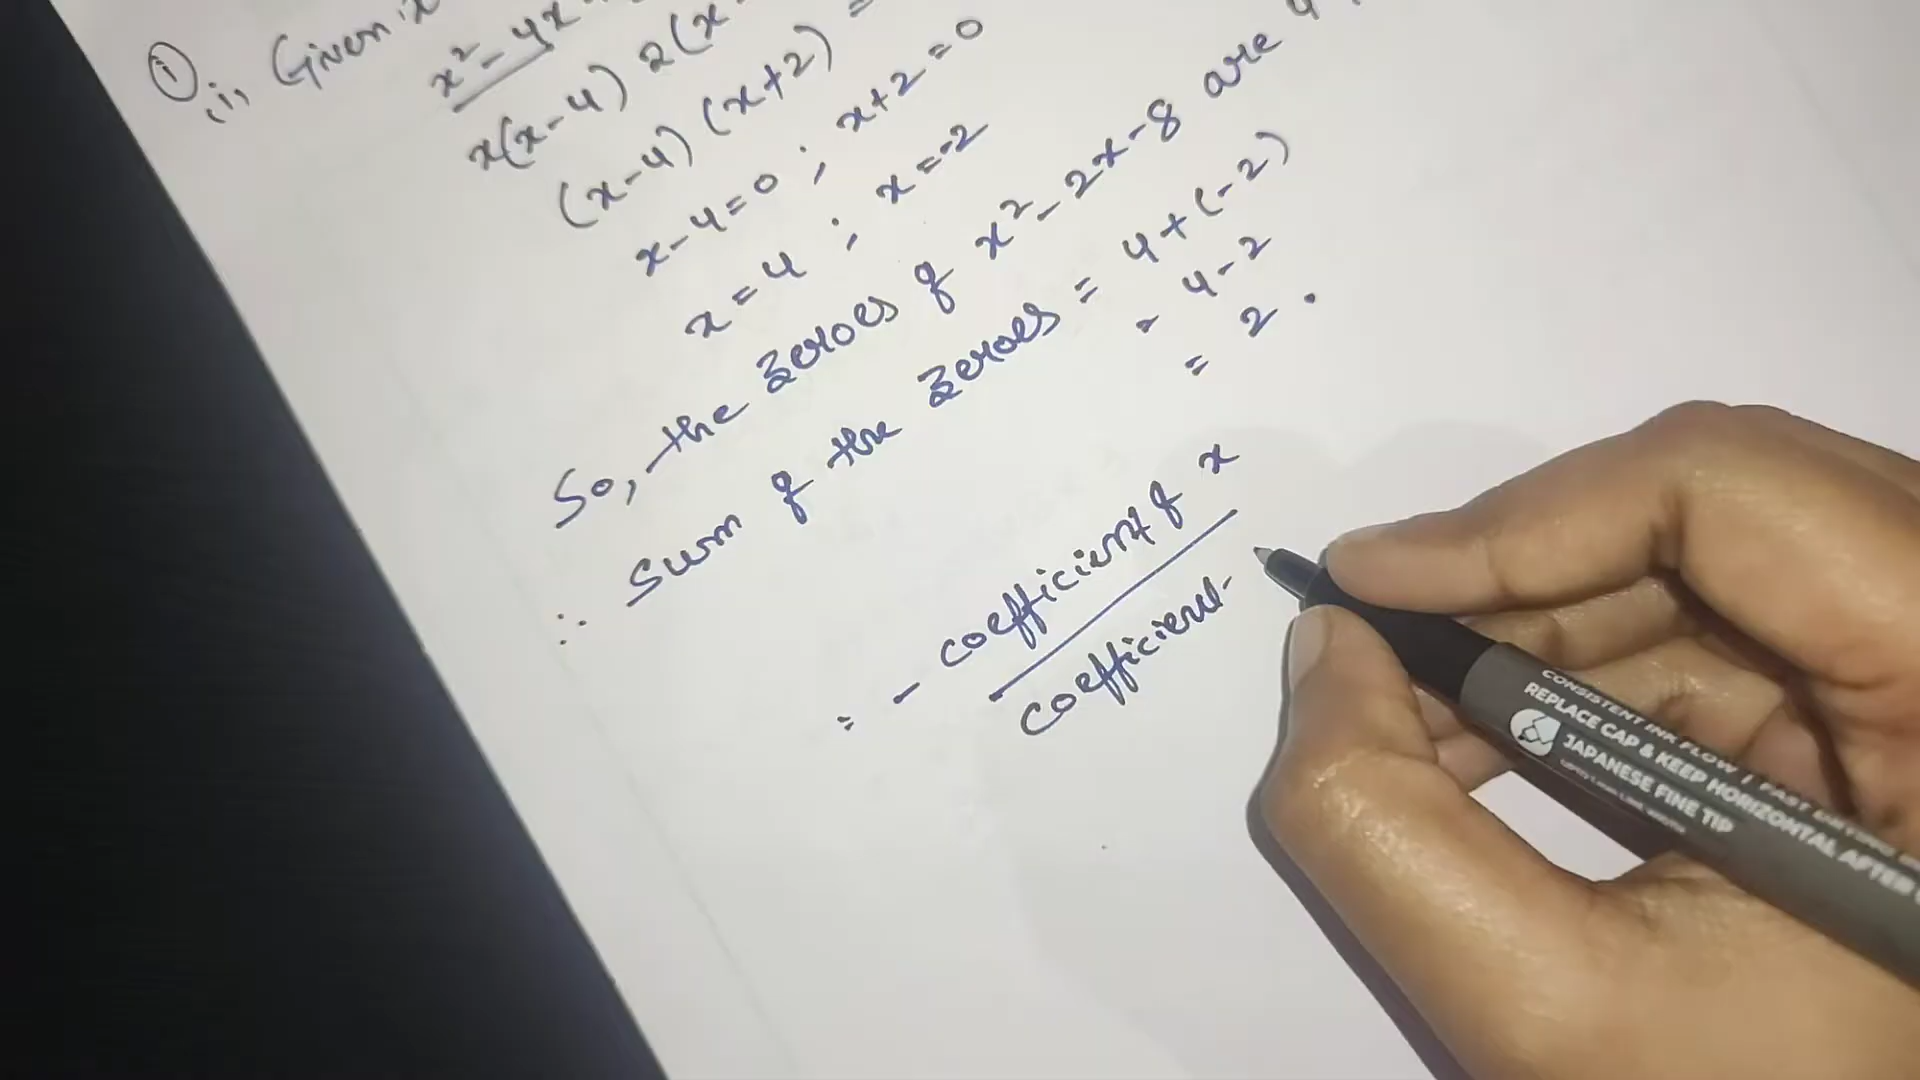 ① i, Given x
x² - 4x
x(x-4) 2(x-
(x-4) (x+2) =
x-4=0 ; x+2=0
x=4 ; x=-2
So, the zeroes of x² - 2x - 8 are 4
∴ Sum of the zeroes = 4+(-2)
= 4-2
= 2.
= - coefficient of x
coefficient
CONSISTENT INK FLOW | FAST DRYING
REPLACE CAP & KEEP HORIZONTAL AFTER
JAPANESE FINE TIP